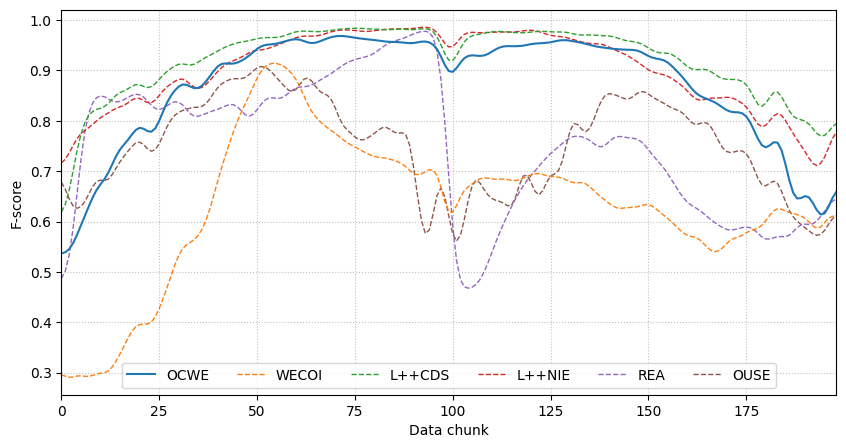 1.0
0.9
0.8
0.7
0.6
0.5
0.4
0.3
F-score
OCWE WECOI L++CDS L++NIE REA OUSE
0 25 50 75 100 125 150 175
Data chunk